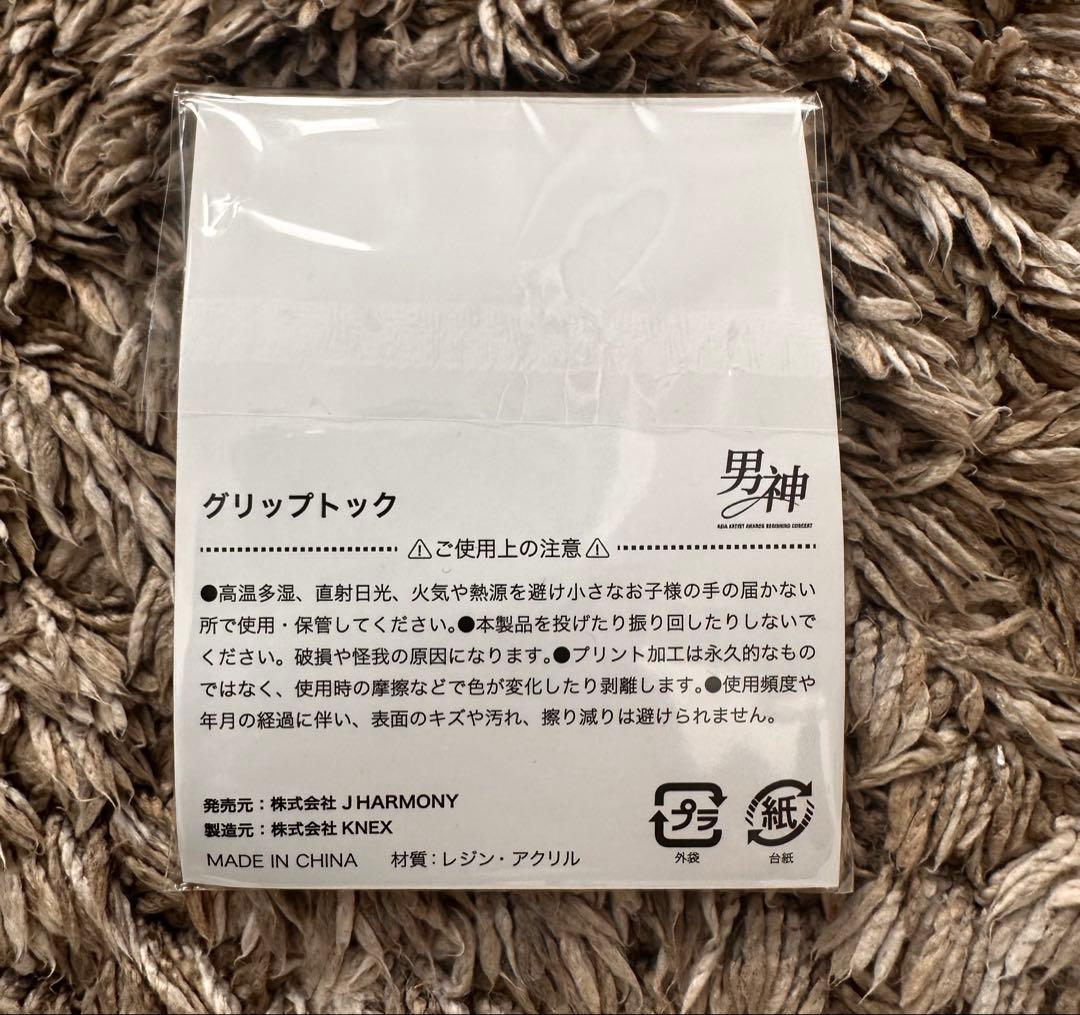 男神
ASIA ARTIST AWARDS BEGINNING CONCERT
グリップトック
⚠ご使用上の注意⚠
●高温多湿、直射日光、火気や熱源を避け小さなお子様の手の届かない
所で使用・保管してください。●本製品を投げたり振り回したりしないで
ください。破損や怪我の原因になります。●プリント加工は永久的なもの
ではなく、使用時の摩擦などで色が変化したり剥離します。●使用頻度や
年月の経過に伴い、表面のキズや汚れ、擦り減りは避けられません。
発売元：株式会社 J HARMONY
製造元：株式会社 KNEX
MADE IN CHINA 材質：レジン・アクリル
プラ
外袋
紙
台紙